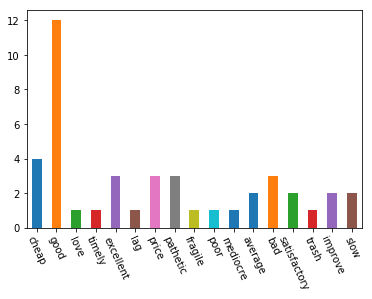 12
10
8
6
4
2
0
cheap
good
love
timely
excellent
lag
price
pathetic
fragile
poor
mediocre
average
bad
satisfactory
trash
improve
slow